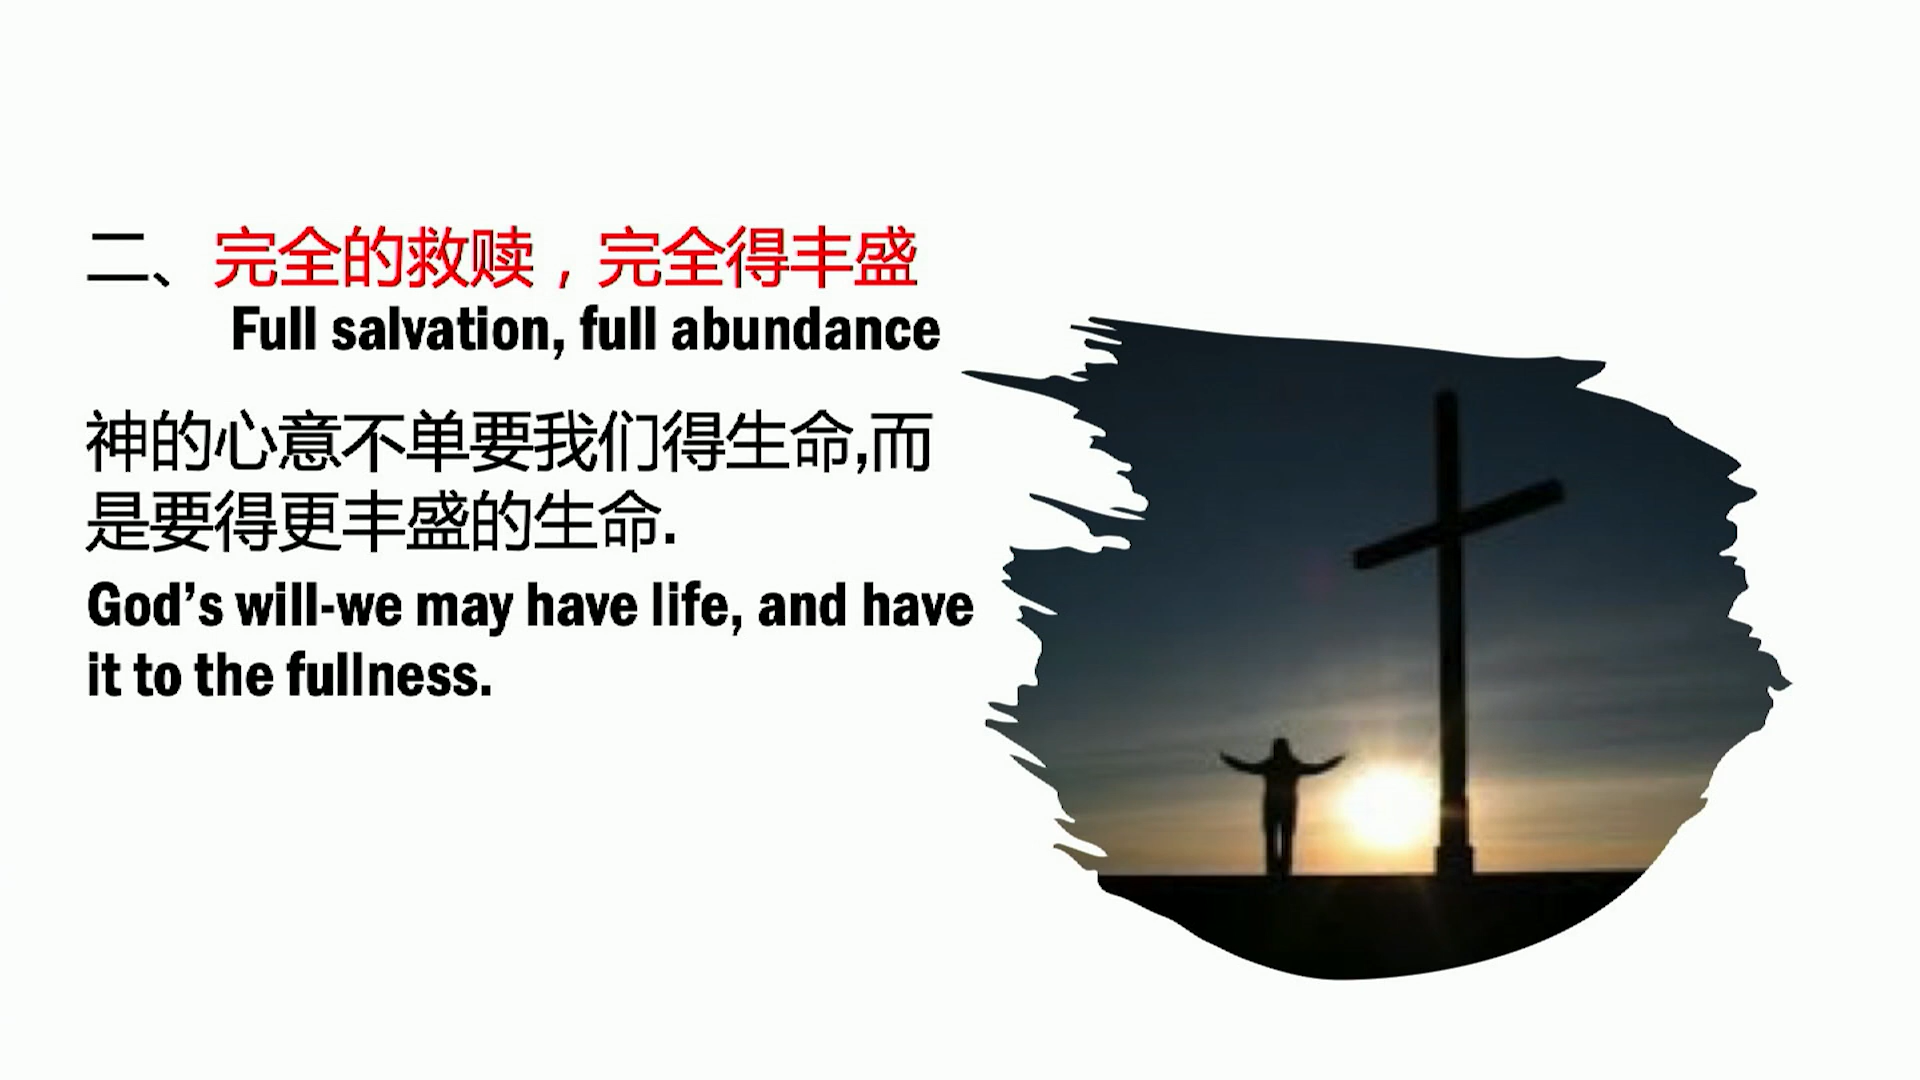 二、完全的救赎，完全得丰盛
Full salvation, full abundance
神的心意不单要我们得生命,而
是要得更丰盛的生命.
God’s will-we may have life, and have
it to the fullness.